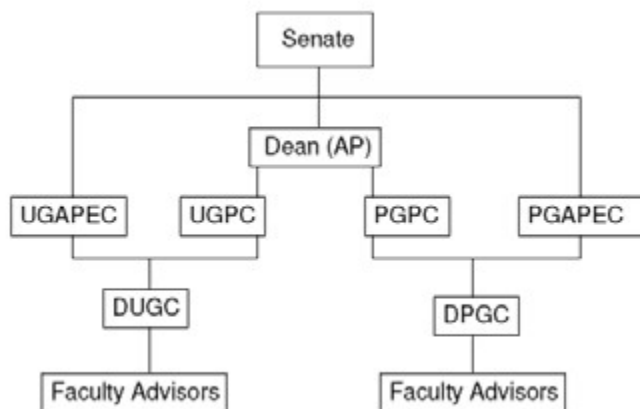 Senate
Dean (AP)
UGAPEC
UGPC
PGPC
PGAPEC
DUGC
DPGC
Faculty Advisors
Faculty Advisors